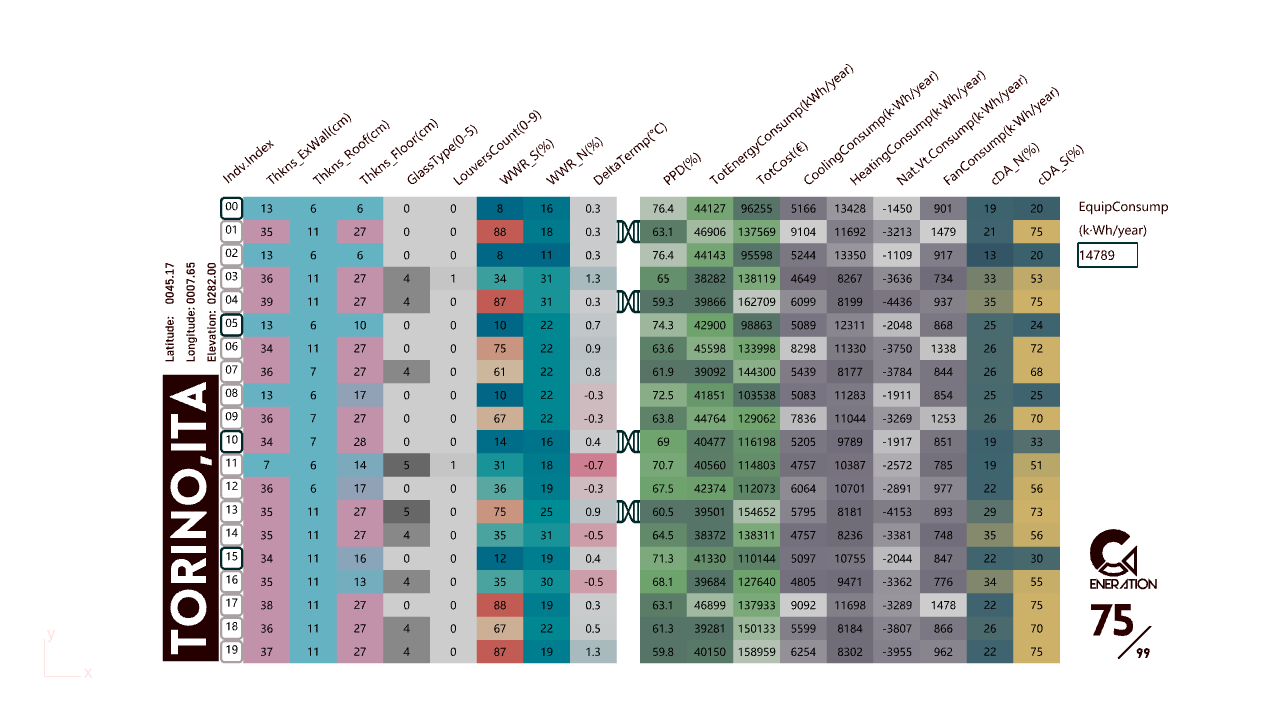 Indv.Index Thkns_ExWall(cm) Thkns_Roof(cm) Thkns_Floor(cm) GlassType(0-5) LouversCount(0-9) WWR_S(%) WWR_N(%) DeltaTermp(°C) PPD(%) TotEnergyConsump(kWh/year) TotCost(€) CoolingConsump(k·Wh/year) HeatingConsump(k·Wh/year) Nat.Vt.Consump(k·Wh/year) FanConsump(k·Wh/year) cDA_N(%) cDA_S(%)
00 13 6 6 0 0 8 16 0.3 76.4 44127 96255 5166 13428 -1450 901 19 20
01 35 11 27 0 0 88 18 0.3 63.1 46906 137569 9104 11692 -3213 1479 21 75
02 13 6 6 0 0 8 11 0.3 76.4 44143 95598 5244 13350 -1109 917 13 20
03 36 11 27 4 1 34 31 1.3 65 38282 138119 4649 8267 -3636 734 33 53
04 39 11 27 4 0 87 31 0.3 59.3 39866 162709 6099 8199 -4436 937 35 75
05 13 6 10 0 0 10 22 0.7 74.3 42900 98863 5089 12311 -2048 868 25 24
06 34 11 27 0 0 75 22 0.9 63.6 45598 133998 8298 11330 -3750 1338 26 72
07 36 7 27 4 0 61 22 0.8 61.9 39092 144300 5439 8177 -3784 844 26 68
08 13 6 17 0 0 10 22 -0.3 72.5 41851 103538 5083 11283 -1911 854 25 25
09 36 7 27 0 0 67 22 -0.3 63.8 44764 129062 7836 11044 -3269 1253 26 70
10 34 7 28 0 0 14 16 0.4 69 40477 116198 5205 9789 -1917 851 19 33
11 7 6 14 5 1 31 18 -0.7 70.7 40560 114803 4757 10387 -2572 785 19 51
12 36 6 17 0 0 36 19 -0.3 67.5 42374 112073 6064 10701 -2891 977 22 56
13 35 11 27 5 0 75 25 0.9 60.5 39501 154652 5795 8181 -4153 893 29 73
14 35 11 27 4 0 35 31 -0.5 64.5 38372 138311 4757 8236 -3381 748 35 56
15 34 11 16 0 0 12 19 0.4 71.3 41330 110144 5097 10755 -2044 847 22 30
16 35 11 13 4 0 35 30 -0.5 68.1 39684 127640 4805 9471 -3362 776 34 55
17 38 11 27 0 0 88 19 0.3 63.1 46899 137933 9092 11698 -3289 1478 22 75
18 36 11 27 4 0 67 22 0.5 61.3 39281 150133 5599 8184 -3807 866 26 70
19 37 11 27 4 0 87 19 1.3 59.8 40150 158959 6254 8302 -3955 962 22 75
Latitude: 0045.17
Longitude: 0007.65
Elevation: 0282.00
TORINO,ITA
EquipConsump
(k·Wh/year)
14789
ENERATION
75/99
y
x